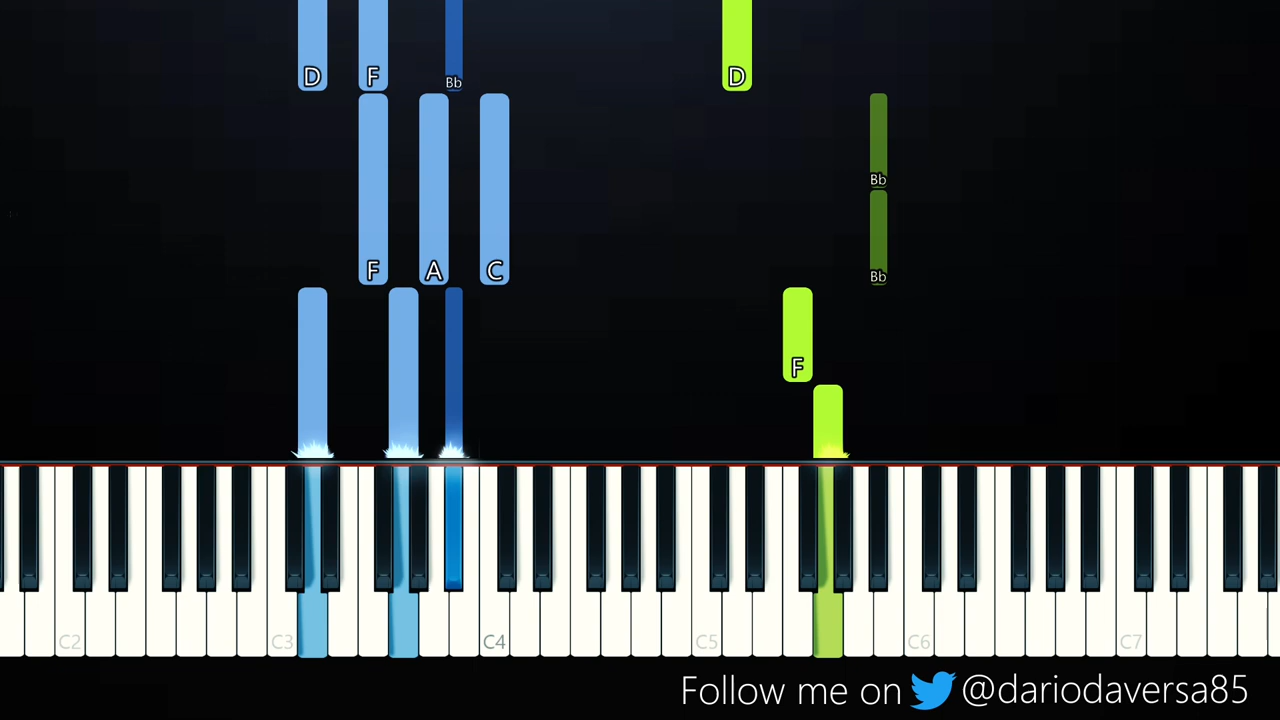 D F Bb D
Bb
F A C Bb
F
C2 C3 C4 C5 C6 C7
Follow me on @dariodaversa85